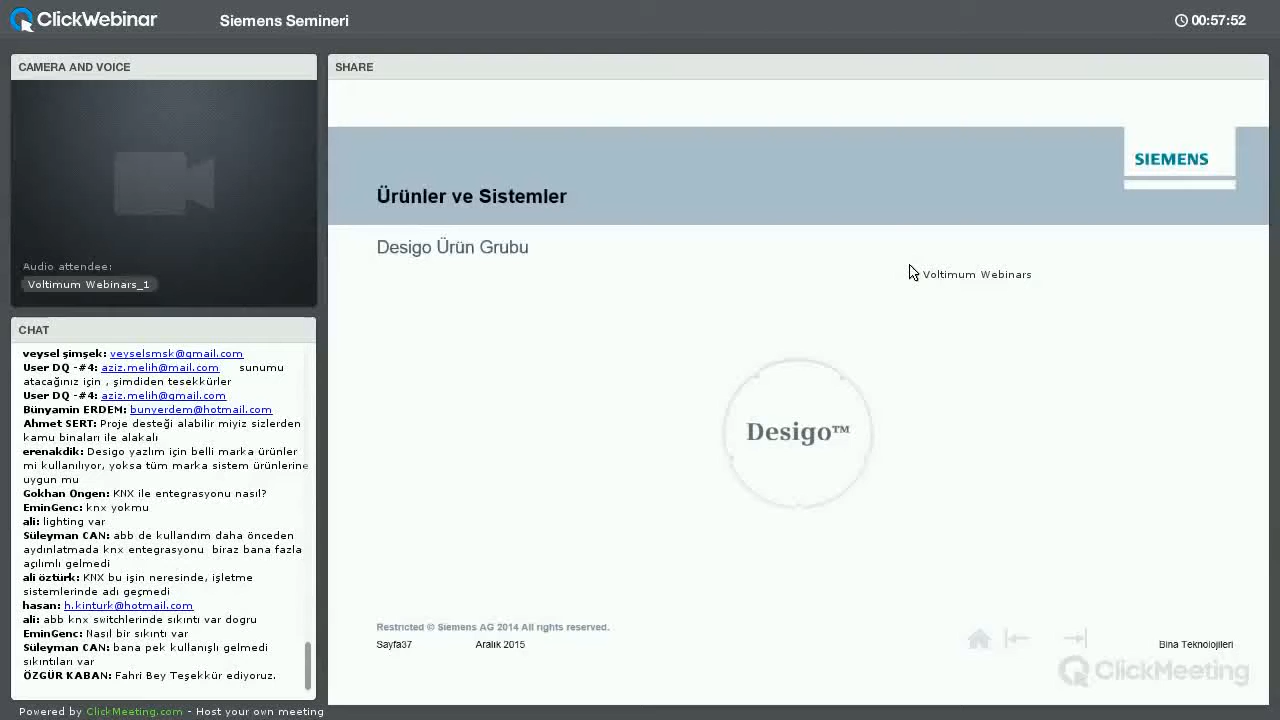 ClickWebinar
Siemens Semineri
00:57:52
CAMERA AND VOICE
Audio attendee:
Voltimum Webinars_1
CHAT
veysel şimşek: veyselsmsk@gmail.com
User DQ -#4: aziz.melih@mail.com sunumu
atacağınız için , şimdiden tesekkürler
User DQ -#4: aziz.melih@gmail.com
Bünyamin ERDEM: bunyerdem@hotmail.com
Ahmet SERT: Proje desteği alabilir miyiz sizlerden
kamu binaları ile alakalı
erenakdik: Desigo yazlım için belli marka ürünler
mi kullanılıyor, yoksa tüm marka sistem ürünlerine
uygun mu
Gokhan Ongen: KNX ile entegrasyonu nasıl?
EminGenc: knx yokmu
ali: lighting var
Süleyman CAN: abb de kullandım daha önceden
aydınlatmada knx entegrasyonu biraz bana fazla
açılımlı gelmedi
ali öztürk: KNX bu işin neresinde, işletme
sistemlerinde adı geçmedi
hasan: h.kinturk@hotmail.com
ali: abb knx switchlerinde sıkıntı var dogru
EminGenc: Nasıl bir sıkıntı var
Süleyman CAN: bana pek kullanışlı gelmedi
sıkıntıları var
ÖZGÜR KABAN: Fahri Bey Teşekkür ediyoruz.
Powered by ClickMeeting.com - Host your own meeting
SHARE
SIEMENS
Ürünler ve Sistemler
Desigo Ürün Grubu
Voltimum Webinars
Desigo™
Restricted © Siemens AG 2014 All rights reserved.
Sayfa37
Aralık 2015
Bina Teknolojileri
ClickMeeting